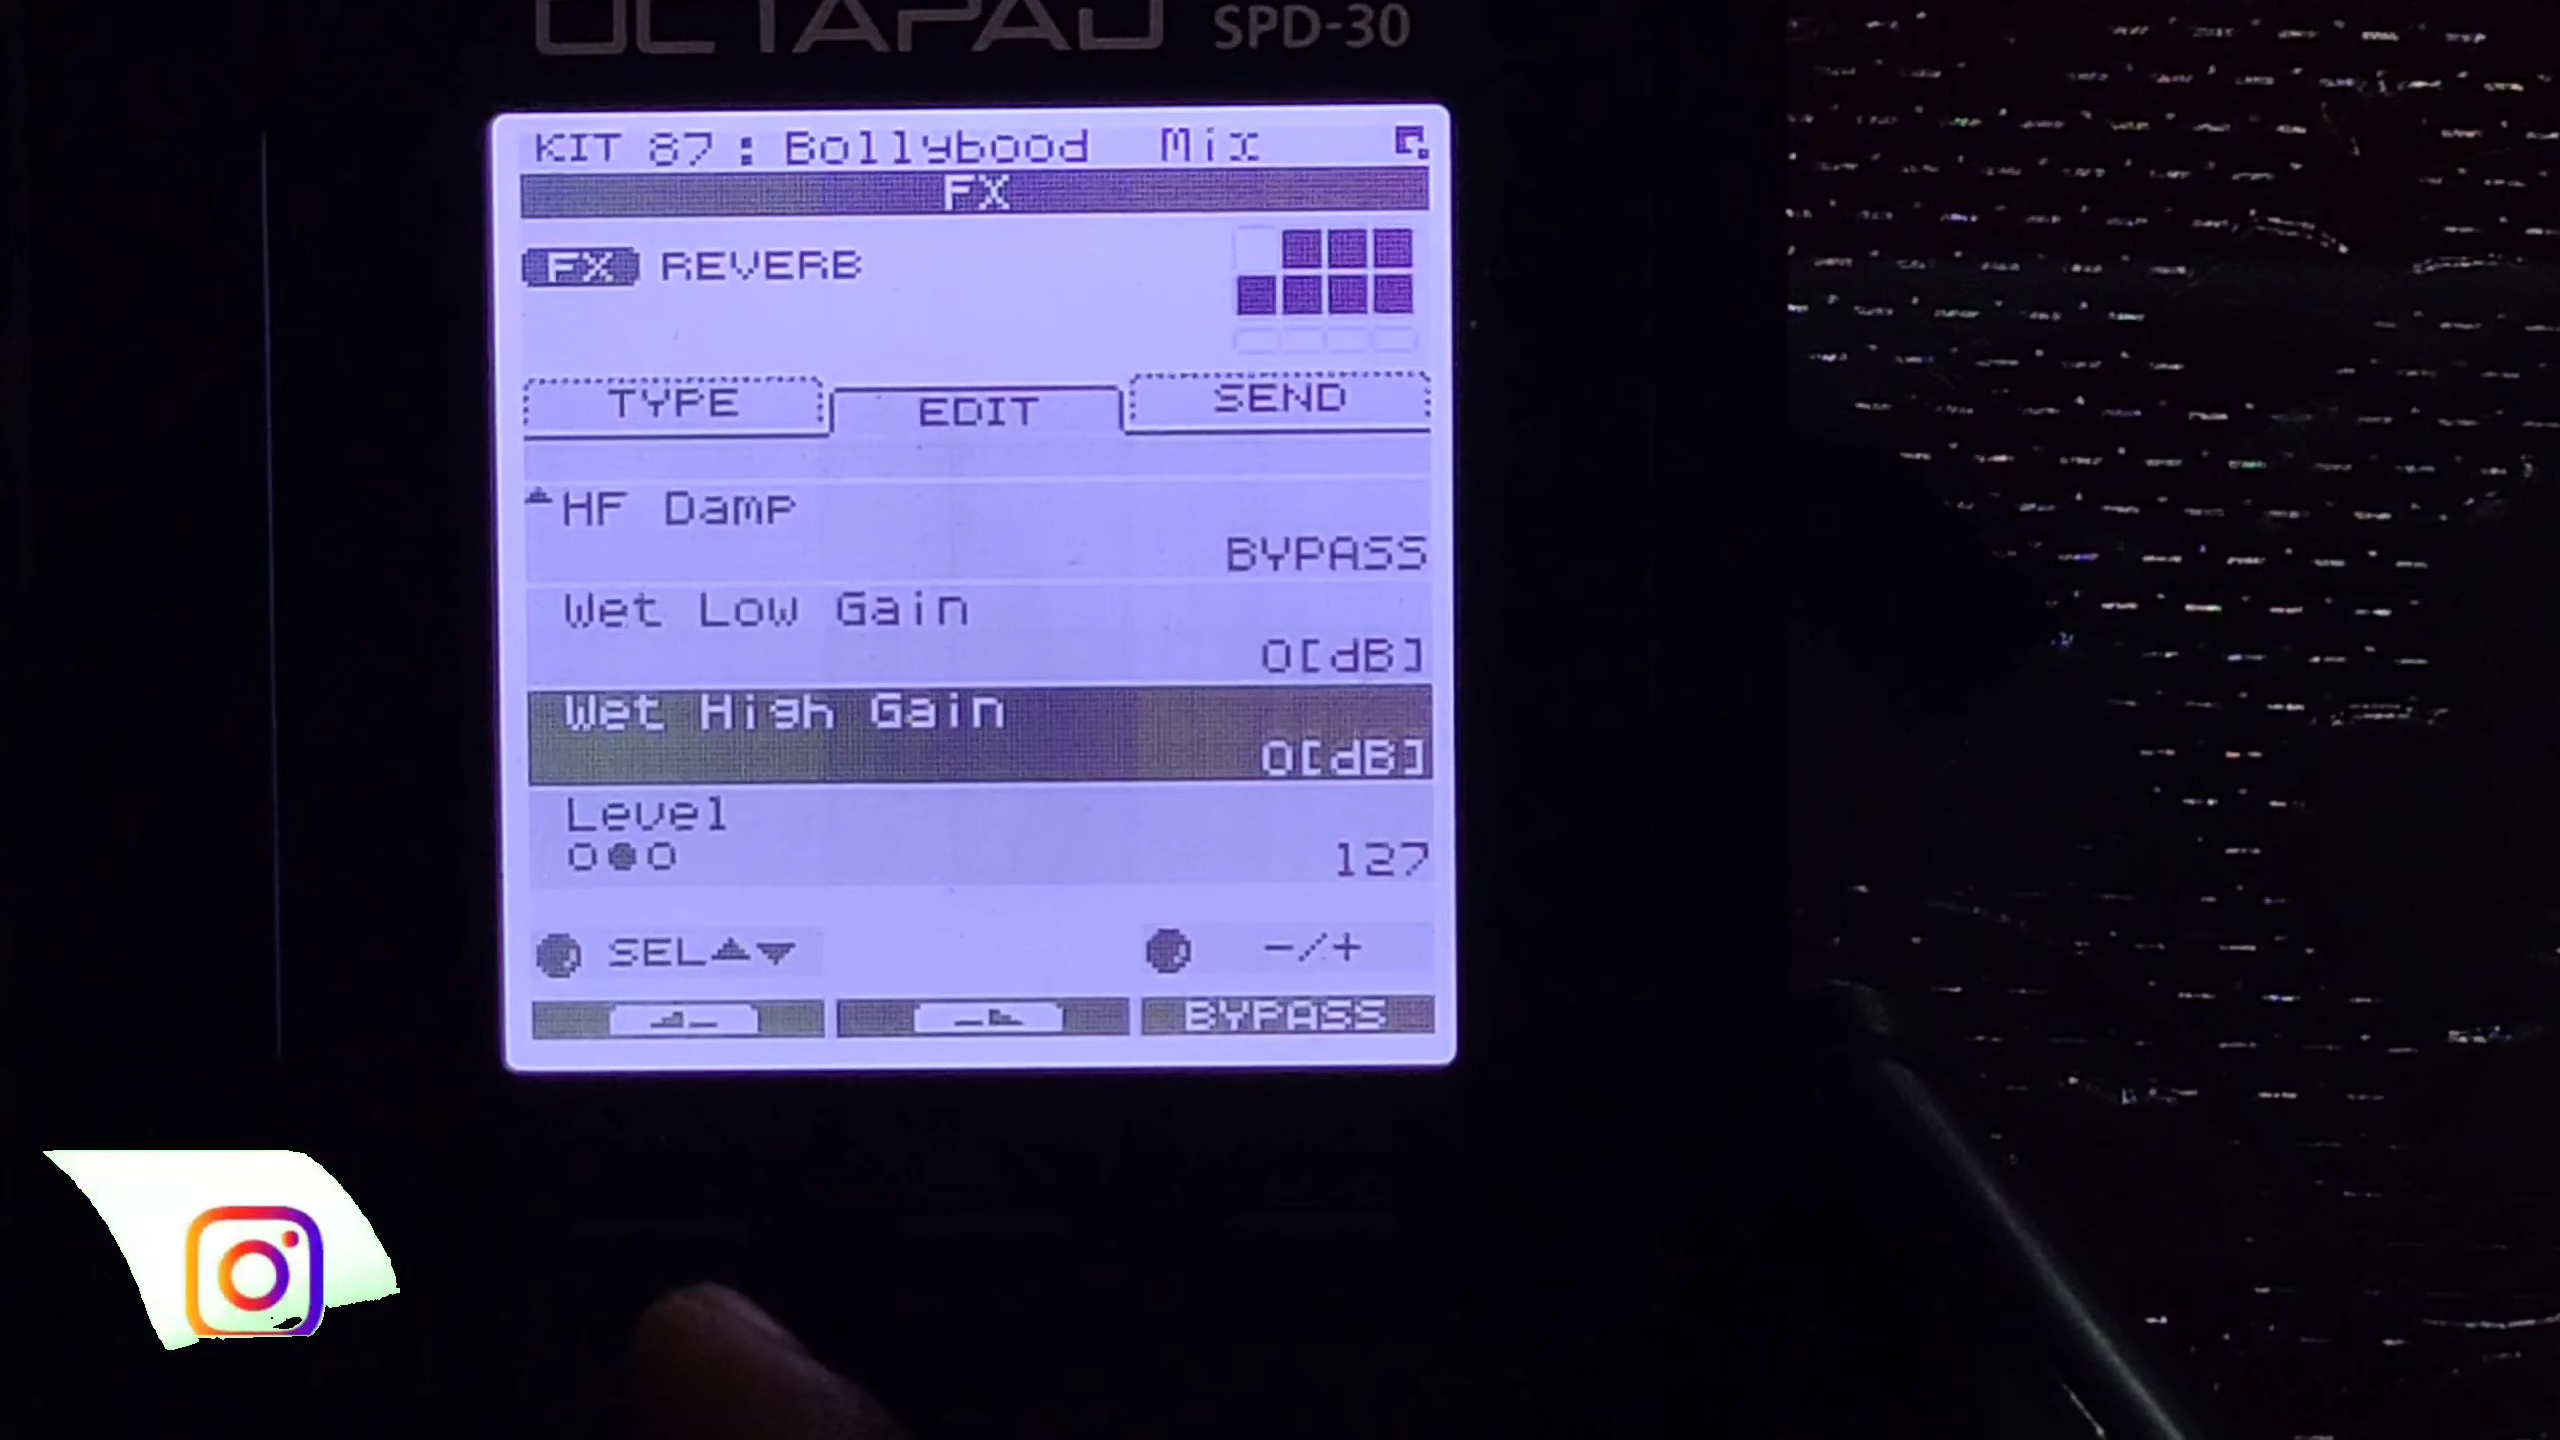 OCTAPAD SPD-30
KIT 87 : Bollybood Mix
FX
FX REVERB
TYPE EDIT SEND
HF Damp
BYPASS
Wet Low Gain
0[dB]
Wet High Gain
0[dB]
Level
127
SEL -/+
BYPASS